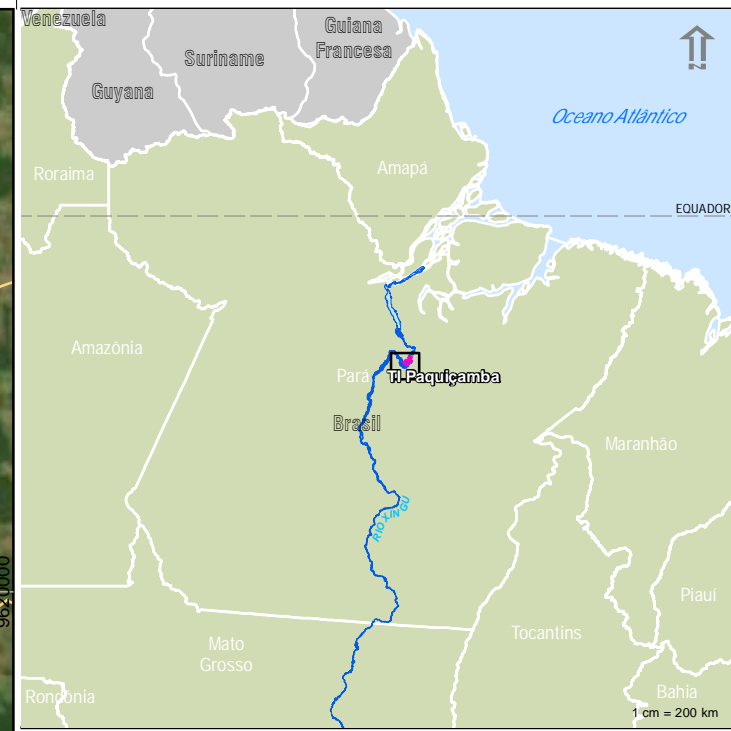 Venezuela
Guiana
Francesa
Suriname
Guyana
N
Oceano Atlântico
Roraima
Amapá
EQUADOR
Amazônia
Pará
TI Paquiçamba
Brasil
Maranhão
RIO XINGU
9620000
Piauí
Tocantins
Mato
Grosso
Rondônia
Bahia
1 cm = 200 km